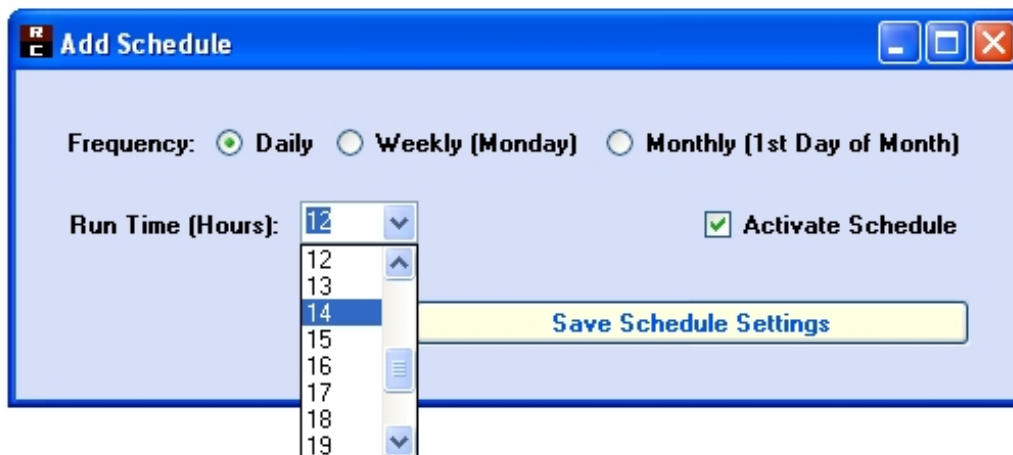 R
C
Add Schedule
Frequency: Daily Weekly (Monday) Monthly (1st Day of Month)
Run Time (Hours): 12 Activate Schedule
12
13
14
Save Schedule Settings
15
16
17
18
19